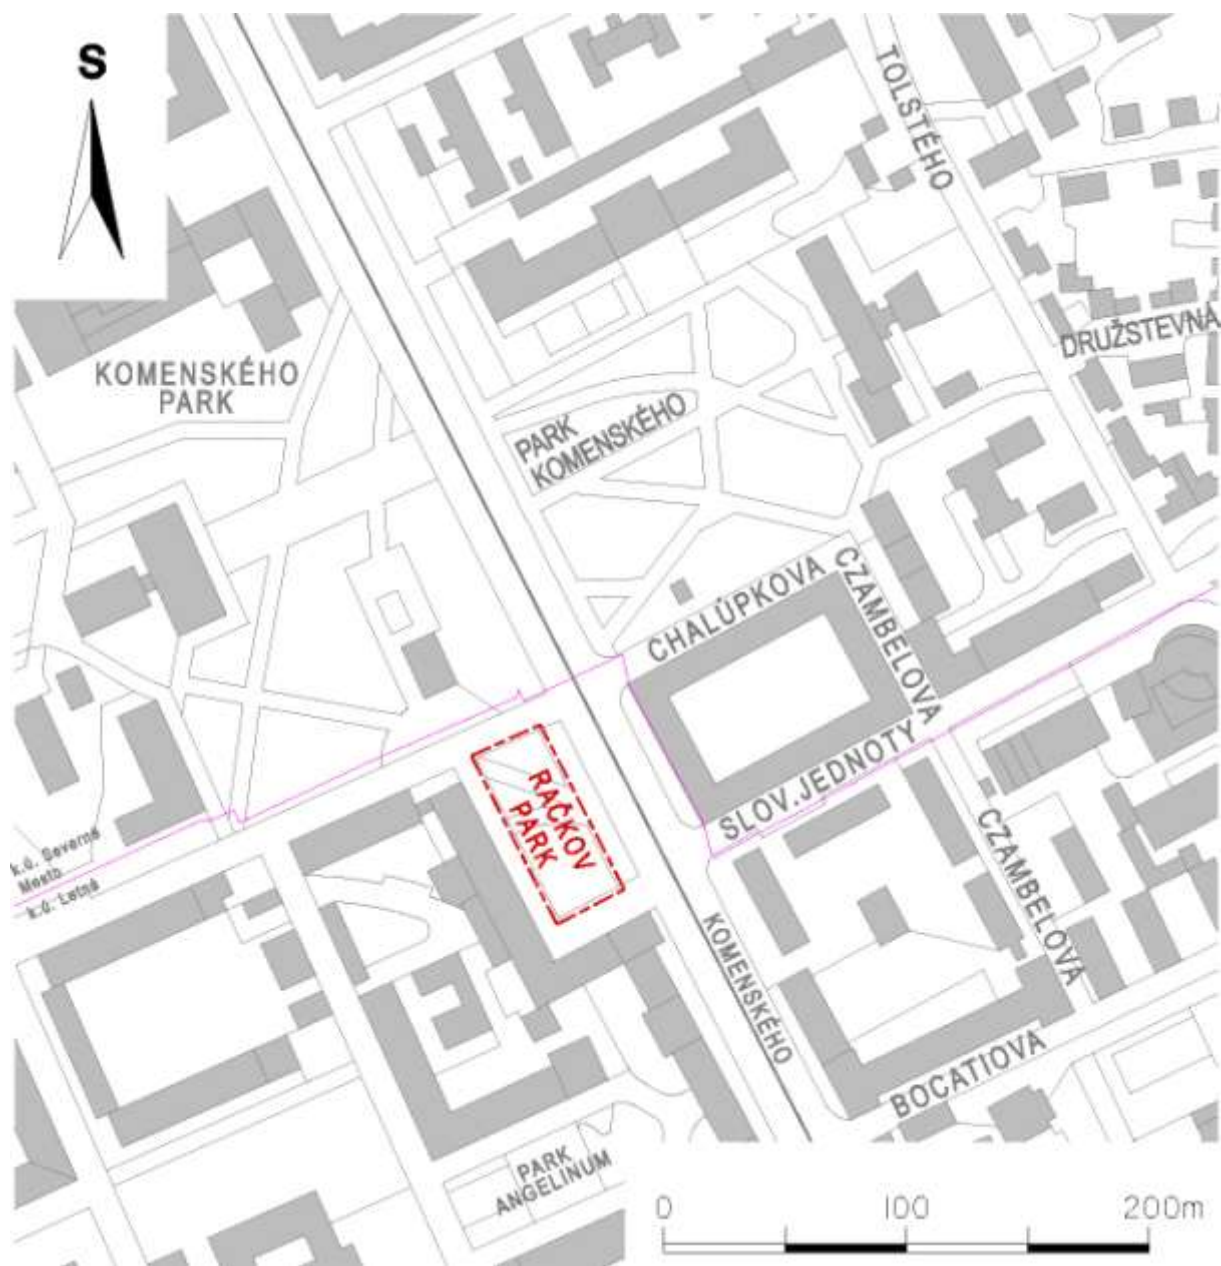 S
TOLSTÉHO
DRUŽSTEVNÁ
KOMENSKÉHO
PARK
PARK
KOMENSKÉHO
CHALÚPKOVA
CZAMBELOVA
SLOV.JEDNOTY
RAČKOV
PARK
CZAMBELOVA
k.ú. Severné
Mesto
k.ú. Letná
KOMENSKÉHO
BOCATIOVA
PARK
ANGELINUM
0 100 200m